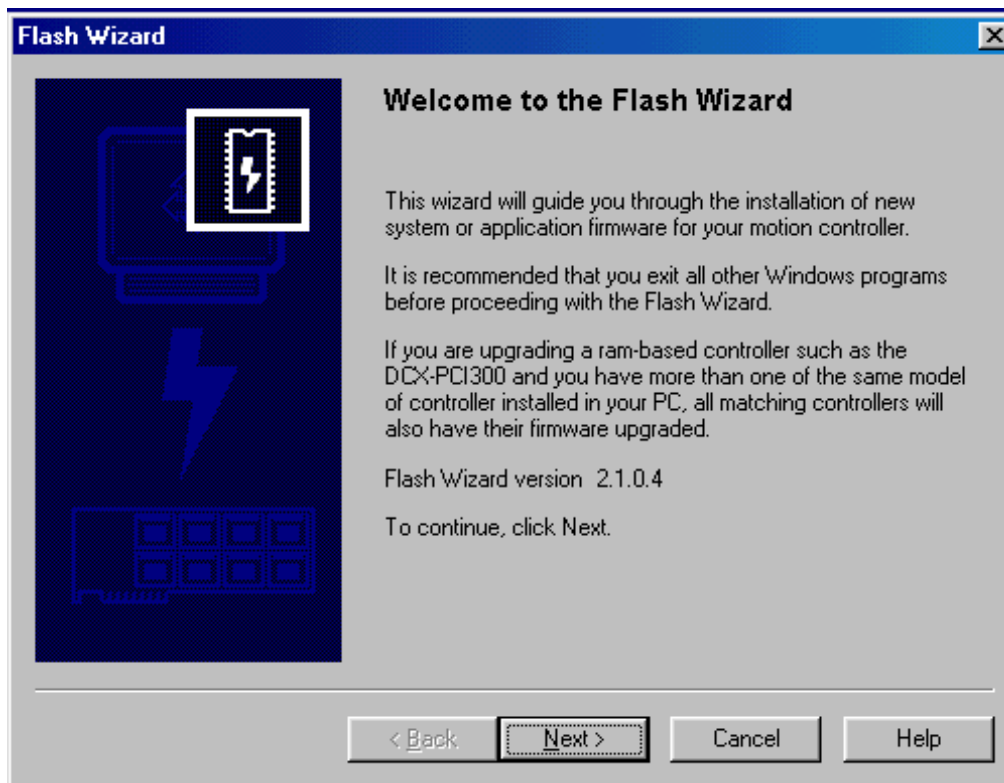 Flash Wizard
Welcome to the Flash Wizard
This wizard will guide you through the installation of new
system or application firmware for your motion controller.
It is recommended that you exit all other Windows programs
before proceeding with the Flash Wizard.
If you are upgrading a ram-based controller such as the
DCX-PCI300 and you have more than one of the same model
of controller installed in your PC, all matching controllers will
also have their firmware upgraded.
Flash Wizard version 2.1.0.4
To continue, click Next.
< Back
Next >
Cancel
Help